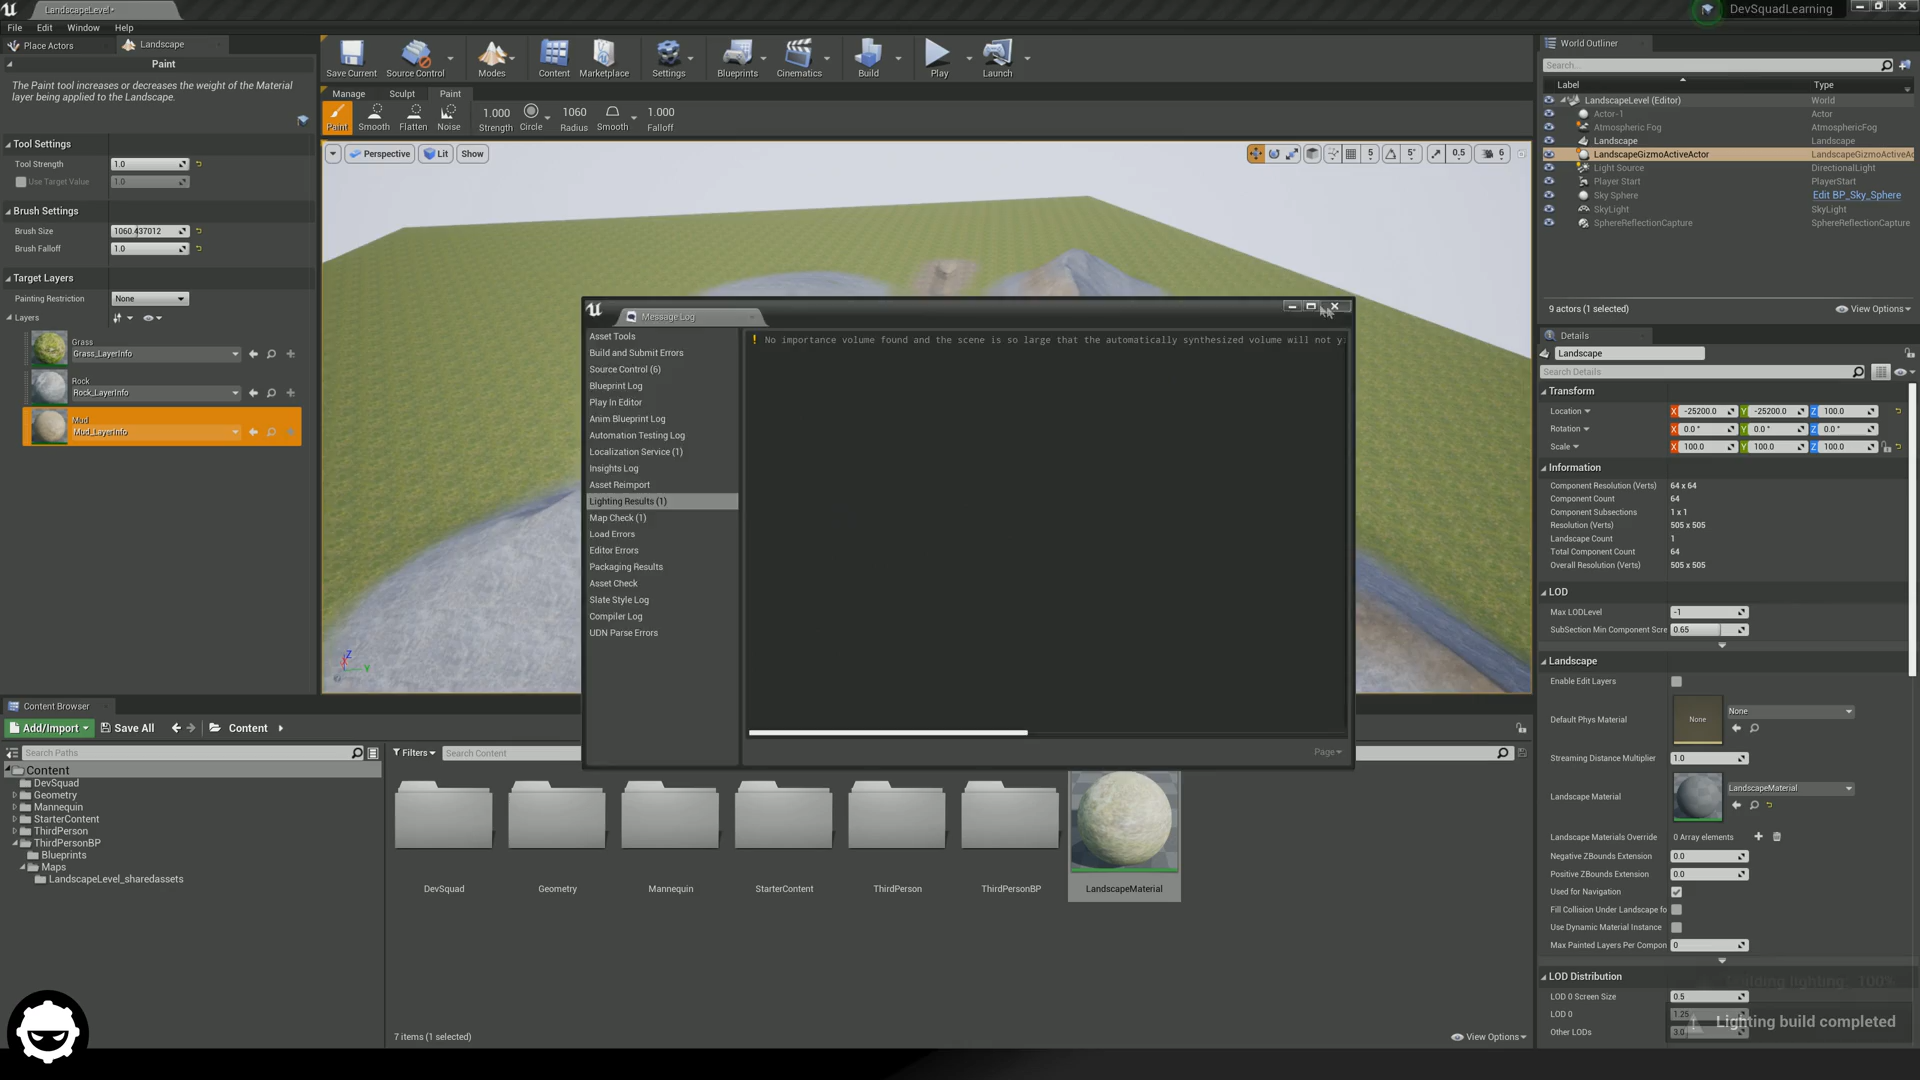 LandscapeLevel•
DevSquadLearning
File Edit Window Help
Place Actors
Landscape
Paint
The Paint tool increases or decreases the weight of the Material
layer being applied to the Landscape.
Tool Settings
Tool Strength 1.0
Use Target Value 1.0
Brush Settings
Brush Size 1060.437012
Brush Falloff 1.0
Target Layers
Painting Restriction None
Layers
Grass
Grass_LayerInfo
Rock
Rock_LayerInfo
Mud
Mud_LayerInfo
Save Current Source Control Modes Content Marketplace Settings Blueprints Cinematics Build Play Launch
Manage Sculpt Paint
Paint Smooth Flatten Noise
1.000 Strength
Circle
1060 Radius
Smooth
1.000 Falloff
Perspective Lit Show
5 5° 0,5 6
Message Log
Asset Tools
Build and Submit Errors
Source Control (6)
Blueprint Log
Play In Editor
Anim Blueprint Log
Automation Testing Log
Localization Service (1)
Insights Log
Asset Reimport
Lighting Results (1)
Map Check (1)
Load Errors
Editor Errors
Packaging Results
Asset Check
Slate Style Log
Compiler Log
UDN Parse Errors
! No importance volume found and the scene is so large that the automatically synthesized volume will not y
Page
World Outliner
Search...
Label Type
LandscapeLevel (Editor) World
Actor-1 Actor
Atmospheric Fog AtmosphericFog
Landscape Landscape
LandscapeGizmoActiveActor LandscapeGizmoActiveAc
Light Source DirectionalLight
Player Start PlayerStart
Sky Sphere Edit BP_Sky_Sphere
SkyLight SkyLight
SphereReflectionCapture SphereReflectionCapture
9 actors (1 selected) View Options
Details
Landscape
Search Details
Transform
Location X -25200.0 Y -25200.0 Z 100.0
Rotation X 0.0 ° Y 0.0 ° Z 0.0 °
Scale X 100.0 Y 100.0 Z 100.0
Information
Component Resolution (Verts) 64 x 64
Component Count 64
Component Subsections 1 x 1
Resolution (Verts) 505 x 505
Landscape Count 1
Total Component Count 64
Overall Resolution (Verts) 505 x 505
LOD
Max LODLevel -1
SubSection Min Component Scre 0.65
Landscape
Enable Edit Layers
Default Phys Material None None
Streaming Distance Multiplier 1.0
Landscape Material LandscapeMaterial
Landscape Materials Override 0 Array elements
Negative ZBounds Extension 0.0
Positive ZBounds Extension 0.0
Used for Navigation
Fill Collision Under Landscape fo
Use Dynamic Material Instance
Max Painted Layers Per Compon 0
LOD Distribution
Building lighting: 100%
LOD 0 Screen Size 0.5
LOD 0 1.25
Other LODs 3.0
Lighting build completed
Content Browser
Add/Import Save All Content
Search Paths
Filters Search Content
Content
DevSquad
Geometry
Mannequin
StarterContent
ThirdPerson
ThirdPersonBP
Blueprints
Maps
LandscapeLevel_sharedassets
DevSquad Geometry Mannequin StarterContent ThirdPerson ThirdPersonBP LandscapeMaterial
7 items (1 selected) View Options
Z
Y